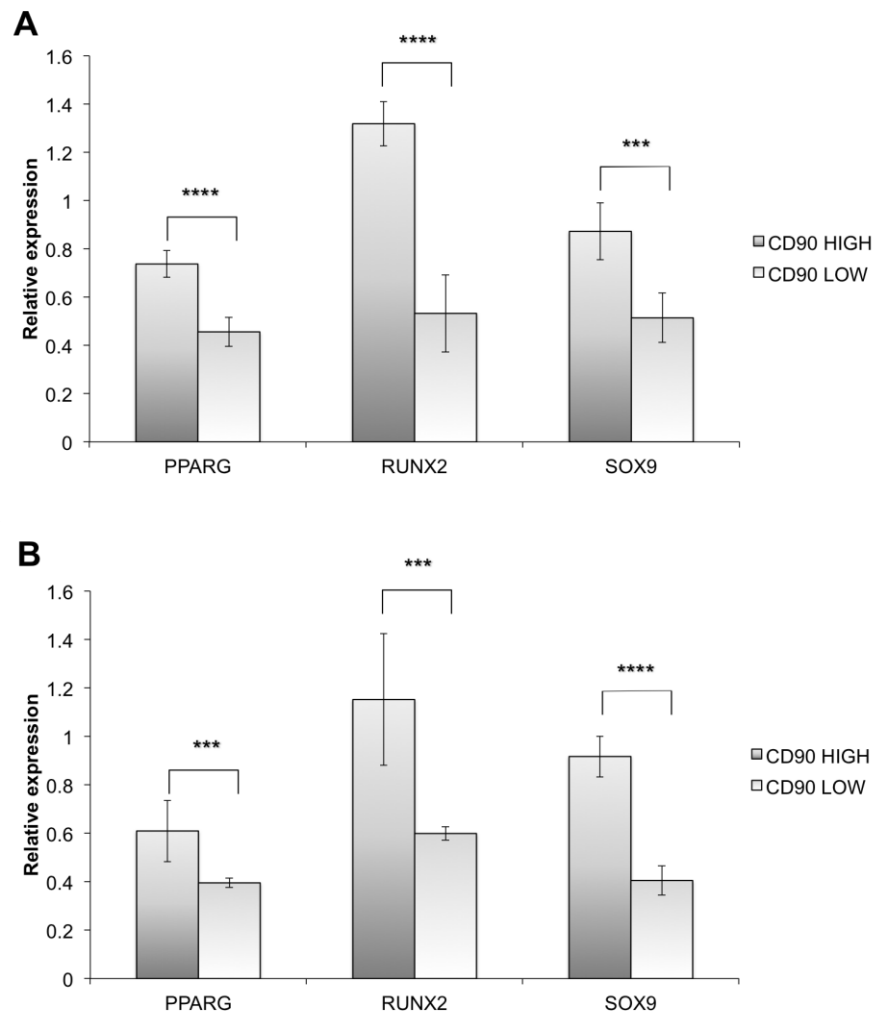 A
Relative expression
1.6
1.4
1.2
1
0.8
0.6
0.4
0.2
0
****
****
***
PPARG
RUNX2
SOX9
CD90 HIGH
CD90 LOW
B
Relative expression
1.6
1.4
1.2
1
0.8
0.6
0.4
0.2
0
***
***
****
PPARG
RUNX2
SOX9
CD90 HIGH
CD90 LOW